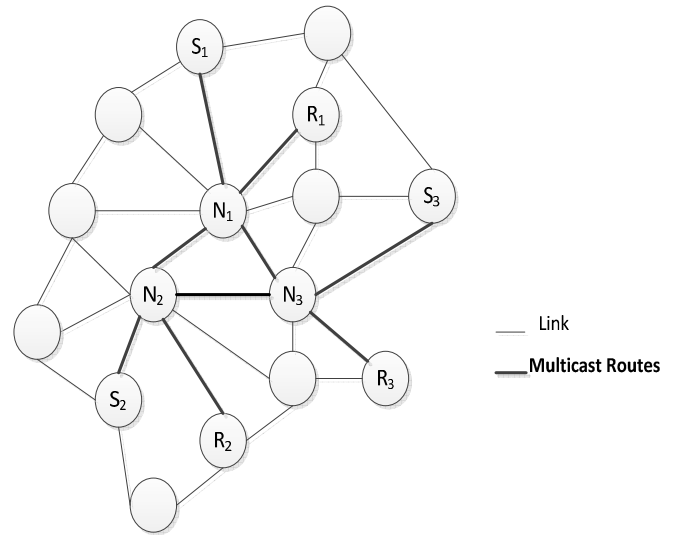 S₁
R₁
S₃
N₁
N₂
N₃
Link
Multicast Routes
R₃
S₂
R₂